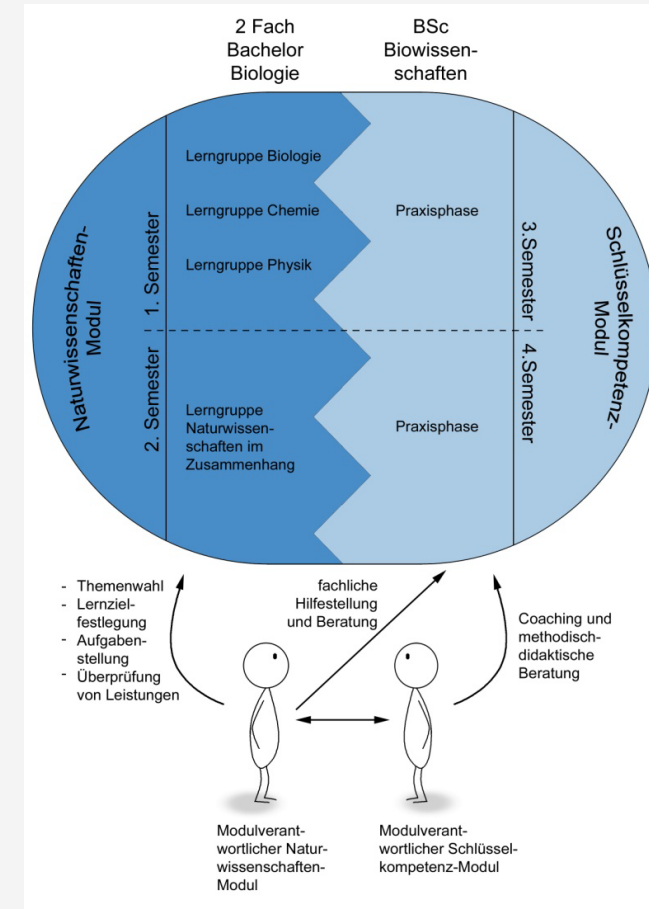 2 Fach
Bachelor
Biologie
BSc
Biowissen-
schaften
Naturwissenschaften-
Modul
1. Semester
2. Semester
Lerngruppe Biologie
Lerngruppe Chemie
Lerngruppe Physik
Lerngruppe
Naturwissen-
schaften im
Zusammenhang
Praxisphase
Praxisphase
3.Semester
4.Semester
Schlüsselkompetenz-
Modul
- Themenwahl
- Lernziel-
festlegung
- Aufgaben-
stellung
- Überprüfung
von Leistungen
fachliche
Hilfestellung
und Beratung
Coaching und
methodisch-
didaktische
Beratung
Modulverant-
wortlicher Natur-
wissenschaften-
Modul
Modulverant-
wortlicher Schlüssel-
kompetenz-Modul